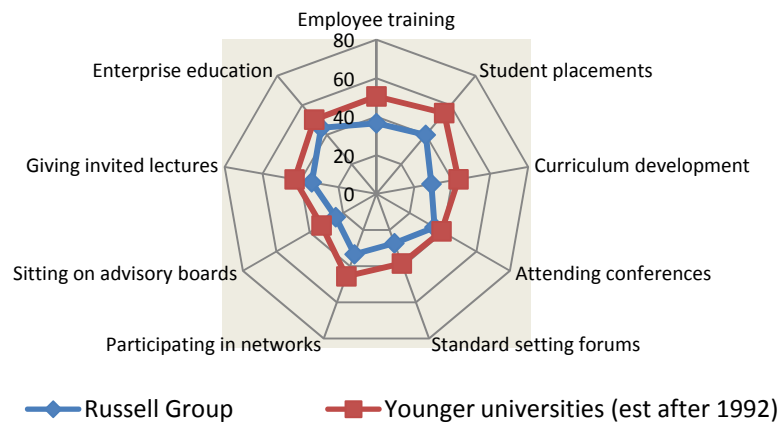 Employee training
80
Enterprise education
Student placements
60
40
Giving invited lectures
Curriculum development
20
0
Sitting on advisory boards
Attending conferences
Participating in networks
Standard setting forums
Russell Group
Younger universities (est after 1992)